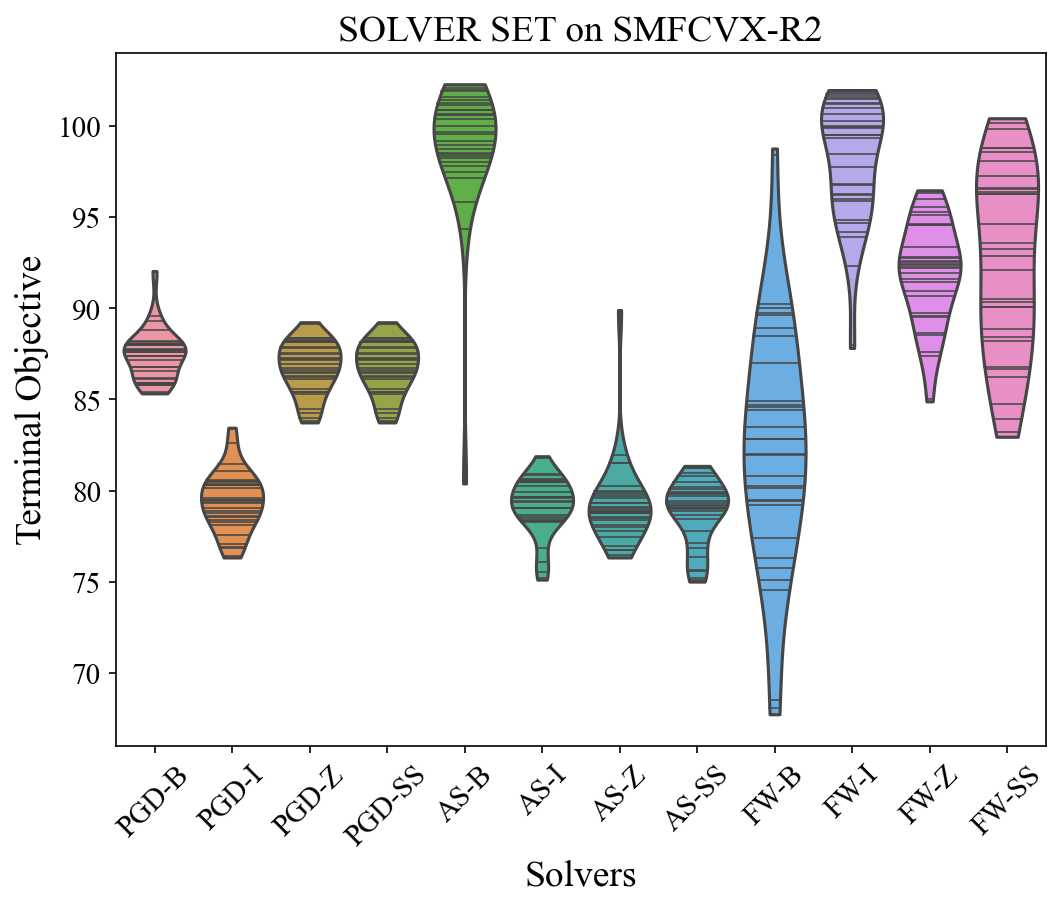 SOLVER SET on SMFCVX-R2
Terminal Objective
100
95
90
85
80
75
70
PGD-B
PGD-I
PGD-Z
PGD-SS
AS-B
AS-I
AS-Z
AS-SS
FW-B
FW-I
FW-Z
FW-SS
Solvers